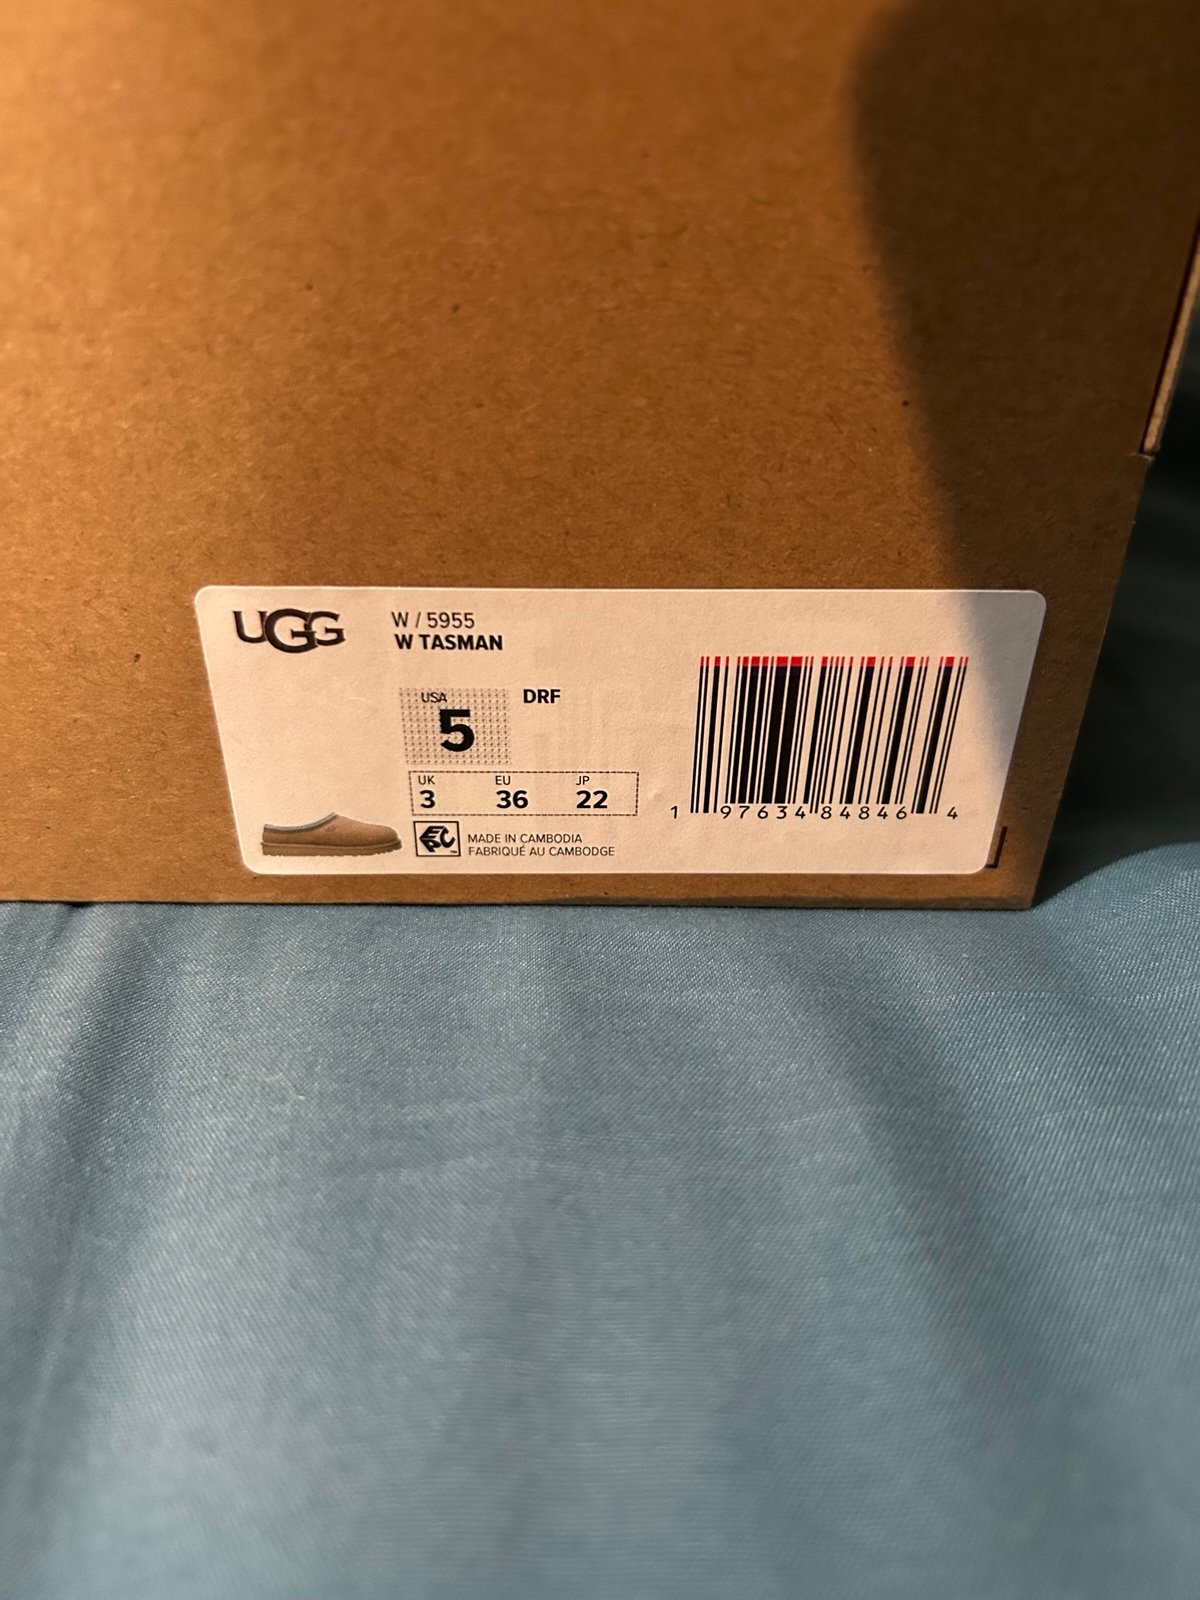 UGG
W / 5955
W TASMAN
USA
5
DRF
UK EU JP
3 36 22
MADE IN CAMBODIA
FABRIQUÉ AU CAMBODGE
1 97634 84846 4